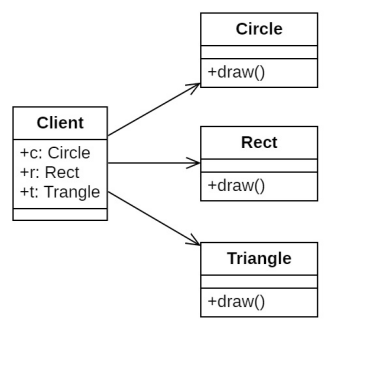 Circle
+draw()
Client
+c: Circle
+r: Rect
+t: Trangle
Rect
+draw()
Triangle
+draw()